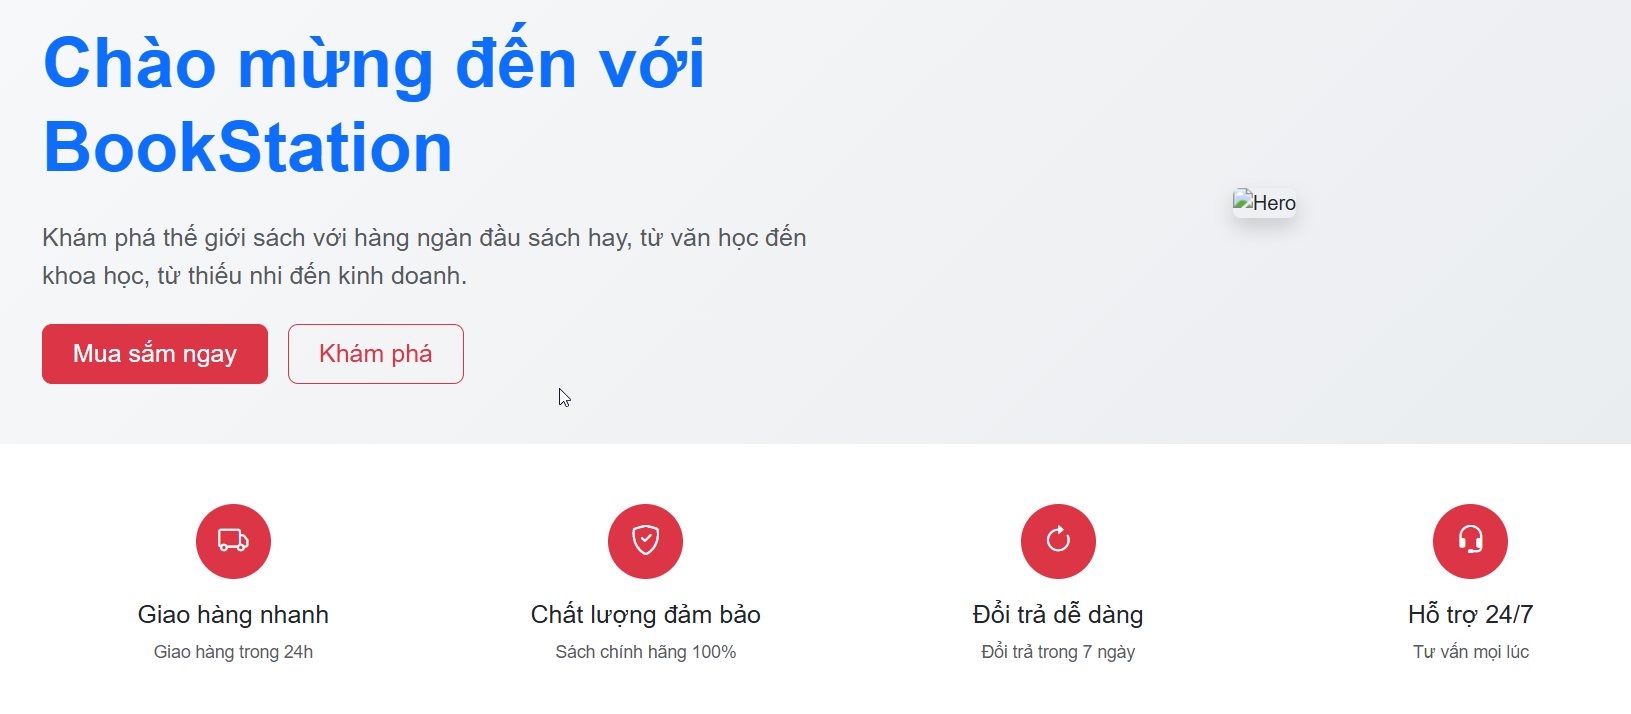 Chào mừng đến với
BookStation
Khám phá thế giới sách với hàng ngàn đầu sách hay, từ văn học đến
khoa học, từ thiếu nhi đến kinh doanh.
Mua sắm ngay
Khám phá
Hero
Giao hàng nhanh
Giao hàng trong 24h
Chất lượng đảm bảo
Sách chính hãng 100%
Đổi trả dễ dàng
Đổi trả trong 7 ngày
Hỗ trợ 24/7
Tư vấn mọi lúc